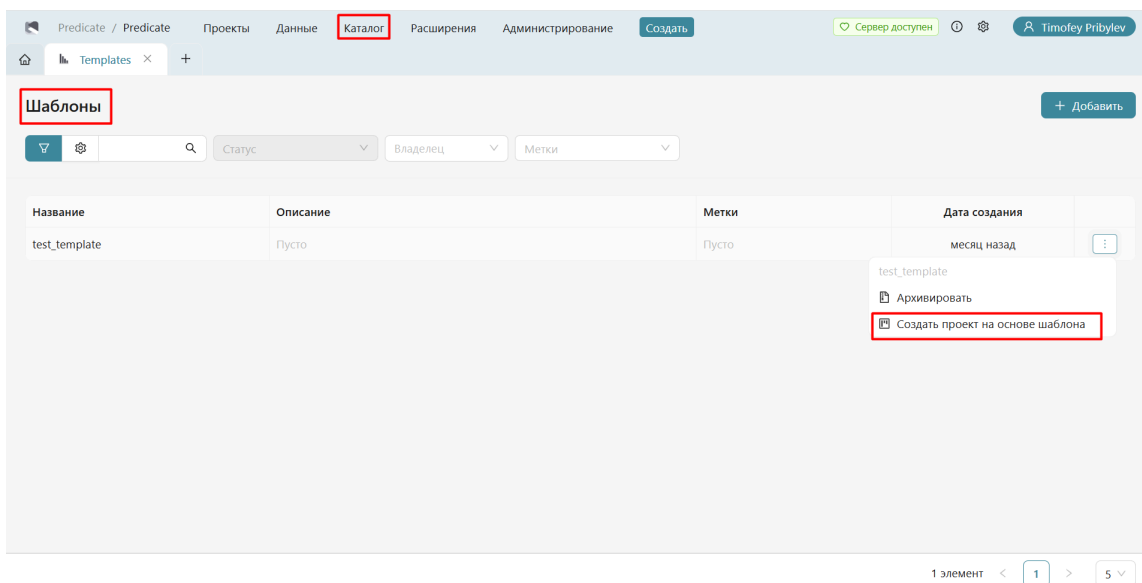 Predicate / Predicate Проекты Данные Каталог Расширения Администрирование Создать Сервер доступен Timofey Pribylev
Templates
Шаблоны
Добавить
Статус Владелец Метки
Название Описание Метки Дата создания
test_template Пусто Пусто месяц назад
test_template
Архивировать
Создать проект на основе шаблона
1 элемент < 1 > 5